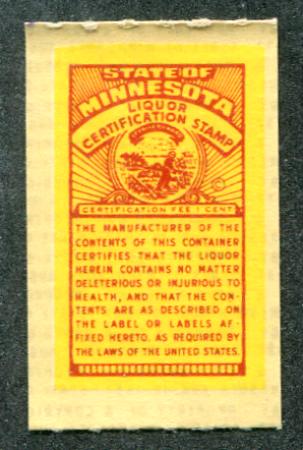 STATE OF
MINNESOTA
LIQUOR
CERTIFICATION STAMP
©
CERTIFICATION FEE 1 CENT
THE MANUFACTURER OF THE
CONTENTS OF THIS CONTAINER
CERTIFIES THAT THE LIQUOR
HEREIN CONTAINS NO MATTER
DELETERIOUS OR INJURIOUS TO
HEALTH, AND THAT THE CON-
TENTS ARE AS DESCRIBED ON
THE LABEL OR LABELS AF-
FIXED HERETO, AS REQUIRED BY
THE LAWS OF THE UNITED STATES.